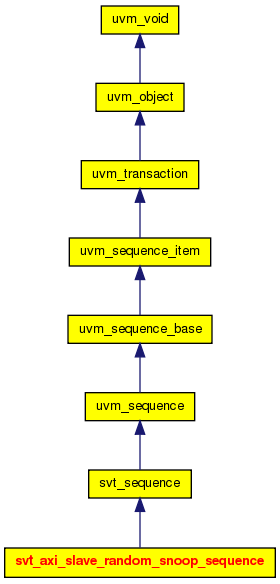 uvm_void
uvm_object
uvm_transaction
uvm_sequence_item
uvm_sequence_base
uvm_sequence
svt_sequence
svt_axi_slave_random_snoop_sequence